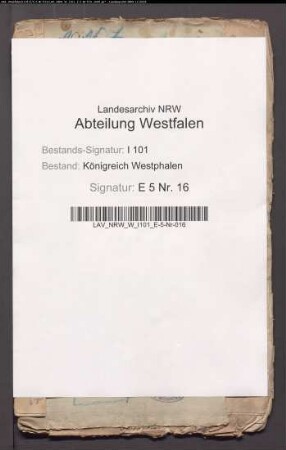 Landesarchiv NRW
Abteilung Westfalen
Bestands-Signatur: I 101
Bestand: Königreich Westphalen
Signatur: E 5 Nr. 16
LAV_NRW_W_I101_E-5-Nr-016